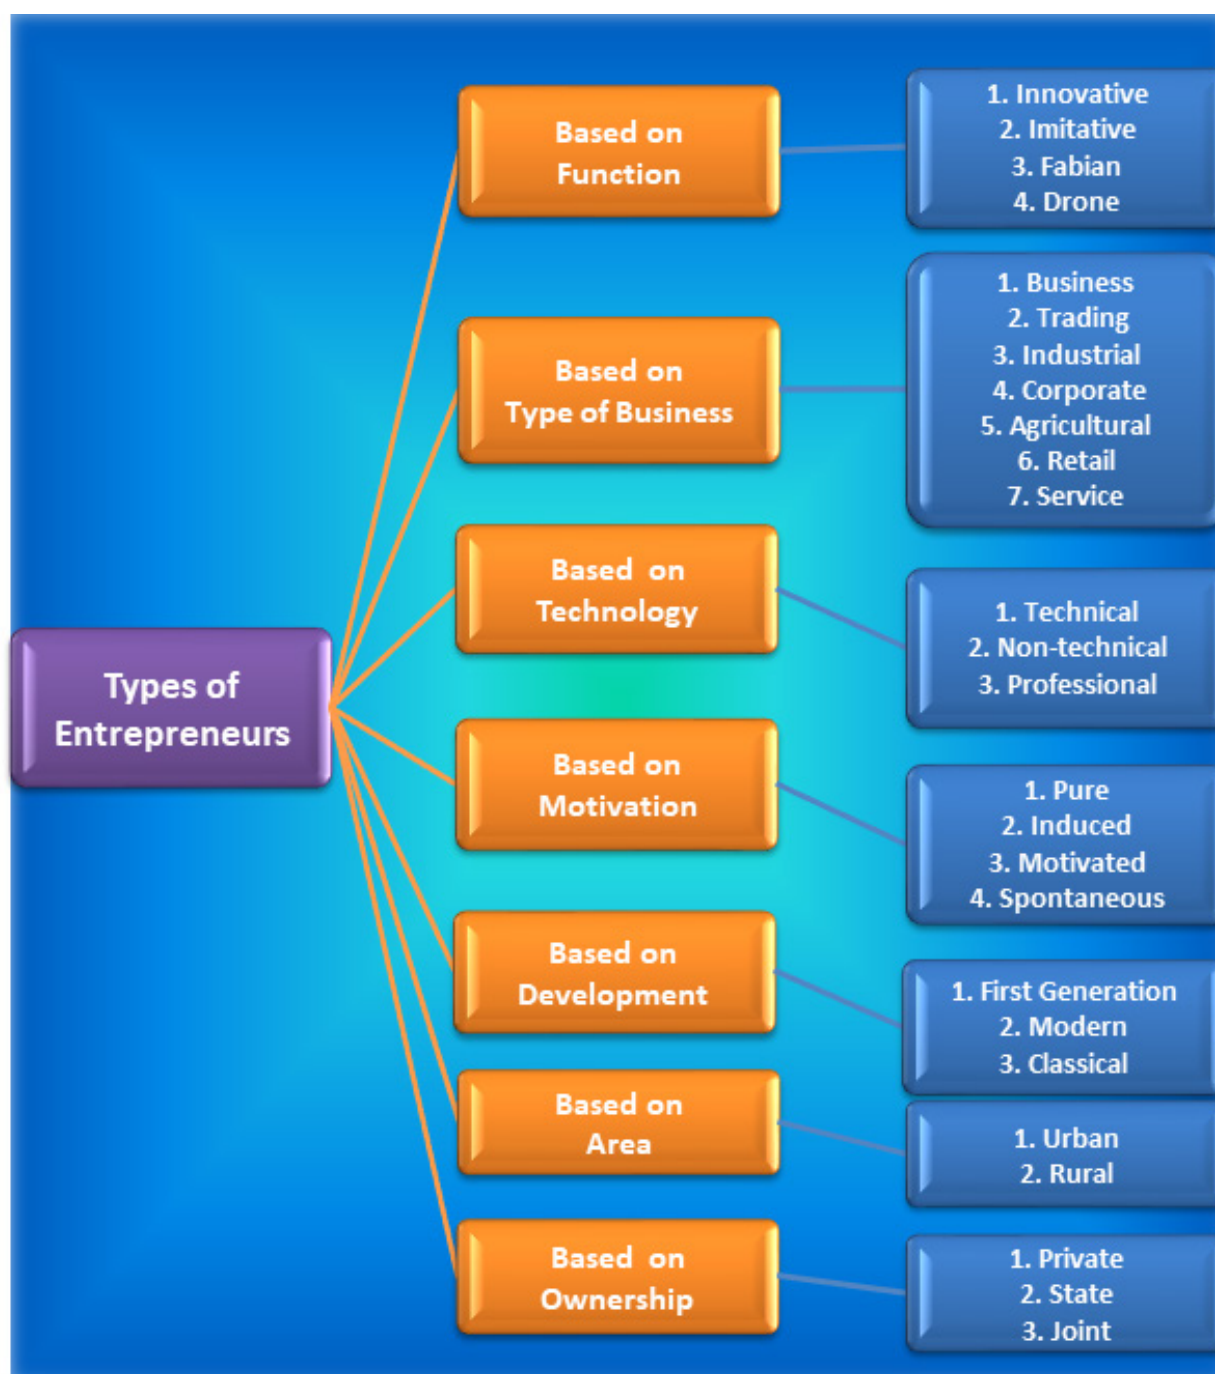 Types of
Entrepreneurs
Based on
Function
1. Innovative
2. Imitative
3. Fabian
4. Drone
Based on
Type of Business
1. Business
2. Trading
3. Industrial
4. Corporate
5. Agricultural
6. Retail
7. Service
Based on
Technology
1. Technical
2. Non-technical
3. Professional
Based on
Motivation
1. Pure
2. Induced
3. Motivated
4. Spontaneous
Based on
Development
1. First Generation
2. Modern
3. Classical
Based on
Area
1. Urban
2. Rural
Based on
Ownership
1. Private
2. State
3. Joint